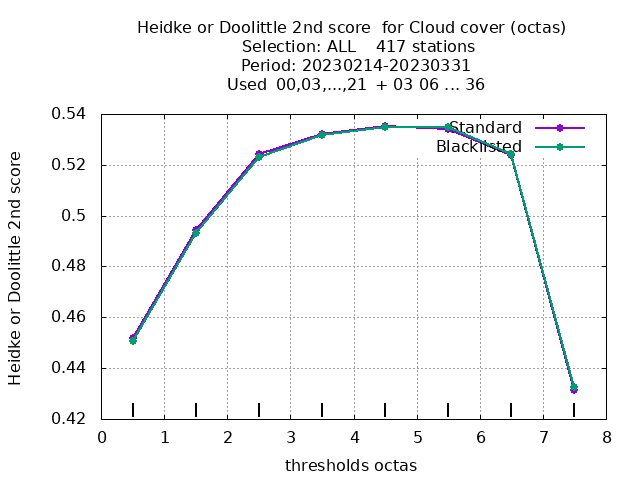 Heidke or Doolittle 2nd score  for Cloud cover (octas)
Selection: ALL    417 stations
Period: 20230214-20230331
Used  00,03,...,21  + 03 06 ... 36
Heidke or Doolittle 2nd score
0.54
0.52
0.5
0.48
0.46
0.44
0.42
Standard
Blacklisted
0 1 2 3 4 5 6 7 8
thresholds octas